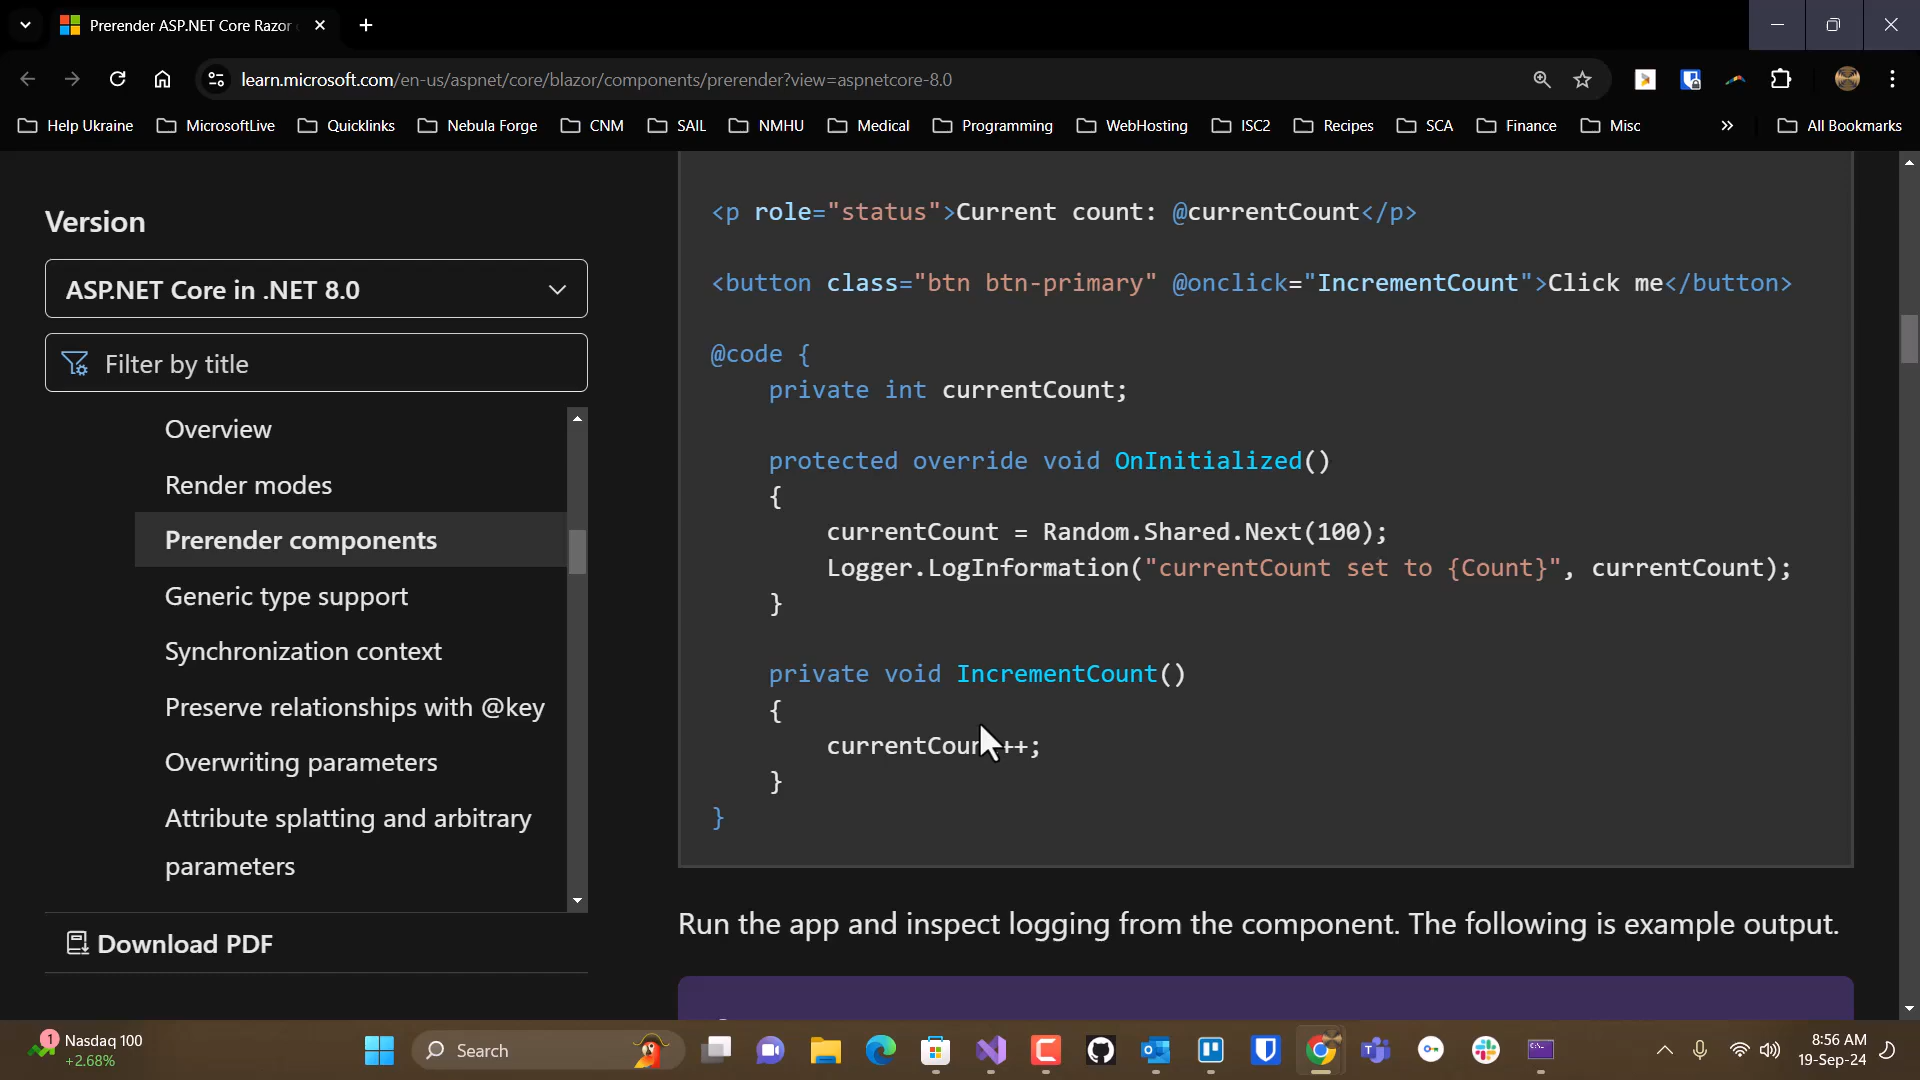 Prerender ASP.NET Core Razor
learn.microsoft.com/en-us/aspnet/core/blazor/components/prerender?view=aspnetcore-8.0
Help Ukraine
MicrosoftLive
Quicklinks
Nebula Forge
CNM
SAIL
NMHU
Medical
Programming
WebHosting
ISC2
Recipes
SCA
Finance
Misc
All Bookmarks
Version
ASP.NET Core in .NET 8.0
Filter by title
Overview
Render modes
Prerender components
Generic type support
Synchronization context
Preserve relationships with @key
Overwriting parameters
Attribute splatting and arbitrary
parameters
Download PDF
<p role="status">Current count: @currentCount</p>
<button class="btn btn-primary" @onclick="IncrementCount">Click me</button>
@code {
private int currentCount;
protected override void OnInitialized()
{
currentCount = Random.Shared.Next(100);
Logger.LogInformation("currentCount set to {Count}", currentCount);
}
private void IncrementCount()
{
currentCount++;
}
}
Run the app and inspect logging from the component. The following is example output.
1
Nasdaq 100
+2.68%
Search
8:56 AM
19-Sep-24